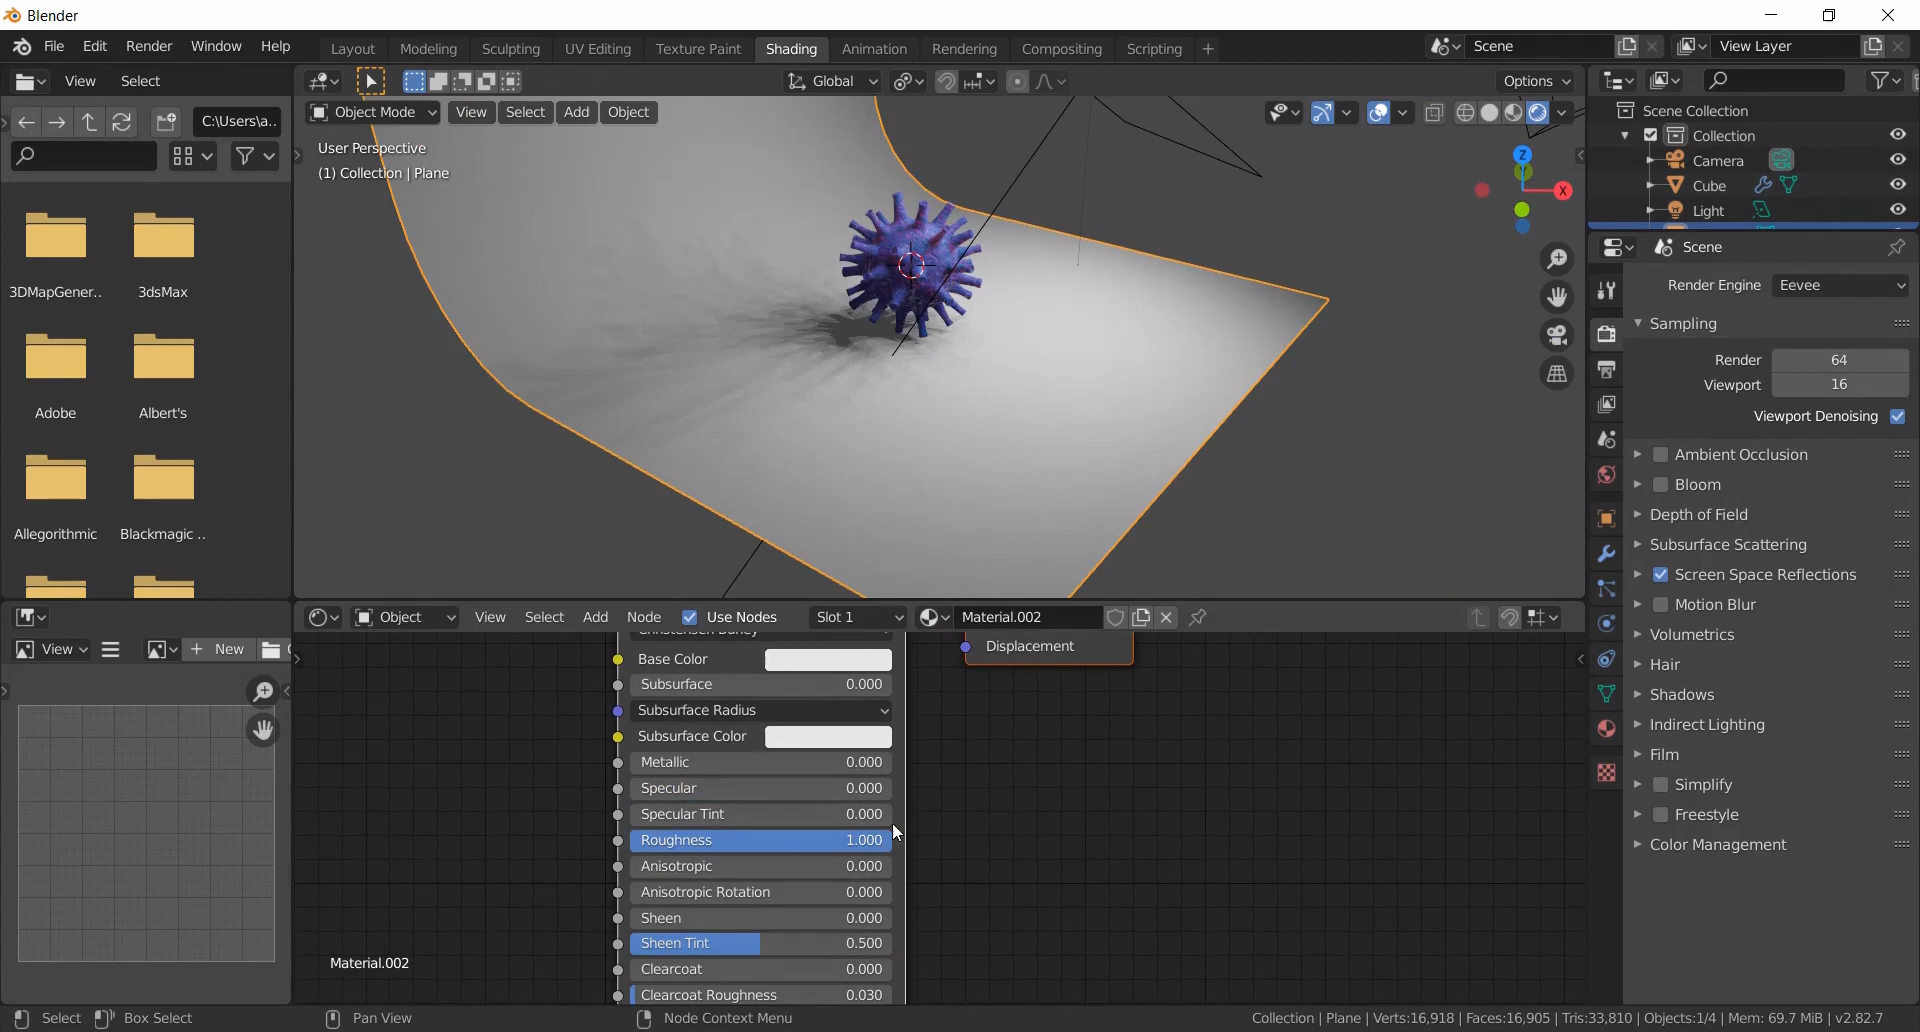 Blender
File Edit Render Window Help
Layout Modeling Sculpting UV Editing Texture Paint Shading Animation Rendering Compositing Scripting +
Scene
View Layer
View Select
Global
Options
C:\Users\a..
Object Mode View Select Add Object
User Perspective
(1) Collection | Plane
Z
X
3DMapGener..
3dsMax
Adobe
Albert's
Allegorithmic
Blackmagic ..
Scene Collection
Collection
Camera
Cube
Light
Scene
Render Engine Eevee
Sampling
Render 64
Viewport 16
Viewport Denoising
Ambient Occlusion
Bloom
Depth of Field
Subsurface Scattering
Screen Space Reflections
Motion Blur
Volumetrics
Hair
Shadows
Indirect Lighting
Film
Simplify
Freestyle
Color Management
View
+ New
Object View Select Add Node Use Nodes Slot 1 Material.002
Displacement
Base Color
Subsurface 0.000
Subsurface Radius
Subsurface Color
Metallic 0.000
Specular 0.000
Specular Tint 0.000
Roughness 1.000
Anisotropic 0.000
Anisotropic Rotation 0.000
Sheen 0.000
Sheen Tint 0.500
Clearcoat 0.000
Clearcoat Roughness 0.030
Material.002
Select Box Select Pan View Node Context Menu
Collection | Plane | Verts:16,918 | Faces:16,905 | Tris:33,810 | Objects:1/4 | Mem: 69.7 MiB | v2.82.7